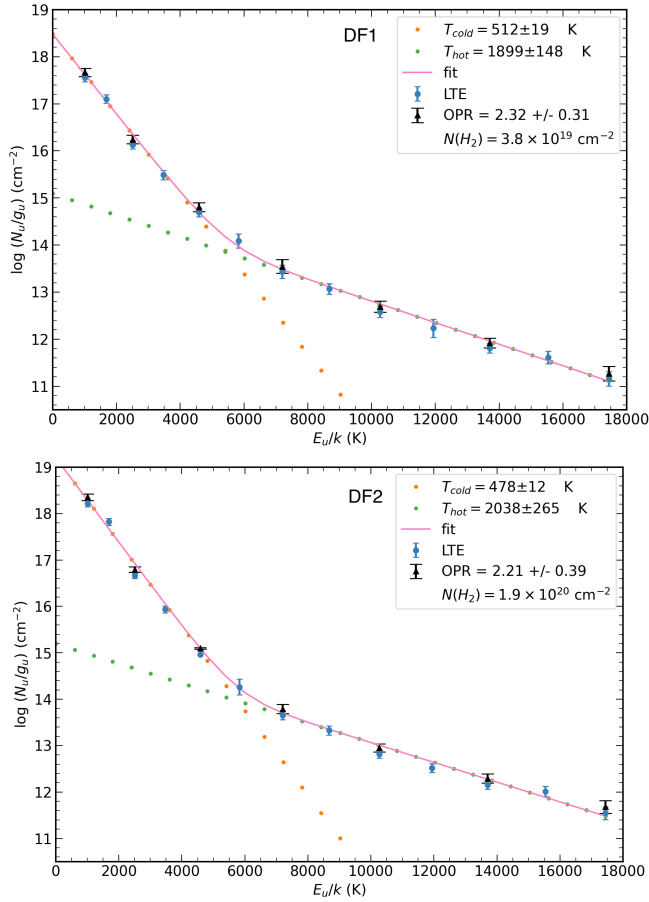 19
18
17
16
15
14
13
12
11
log (N_u/g_u) (cm⁻²)
DF1
T_cold = 512±19 K
T_hot = 1899±148 K
fit
LTE
OPR = 2.32 +/- 0.31
N(H₂) = 3.8 × 10¹⁹ cm⁻²
0 2000 4000 6000 8000 10000 12000 14000 16000 18000
E_u/k (K)
19
18
17
16
15
14
13
12
11
log (N_u/g_u) (cm⁻²)
DF2
T_cold = 478±12 K
T_hot = 2038±265 K
fit
LTE
OPR = 2.21 +/- 0.39
N(H₂) = 1.9 × 10²⁰ cm⁻²
0 2000 4000 6000 8000 10000 12000 14000 16000 18000
E_u/k (K)